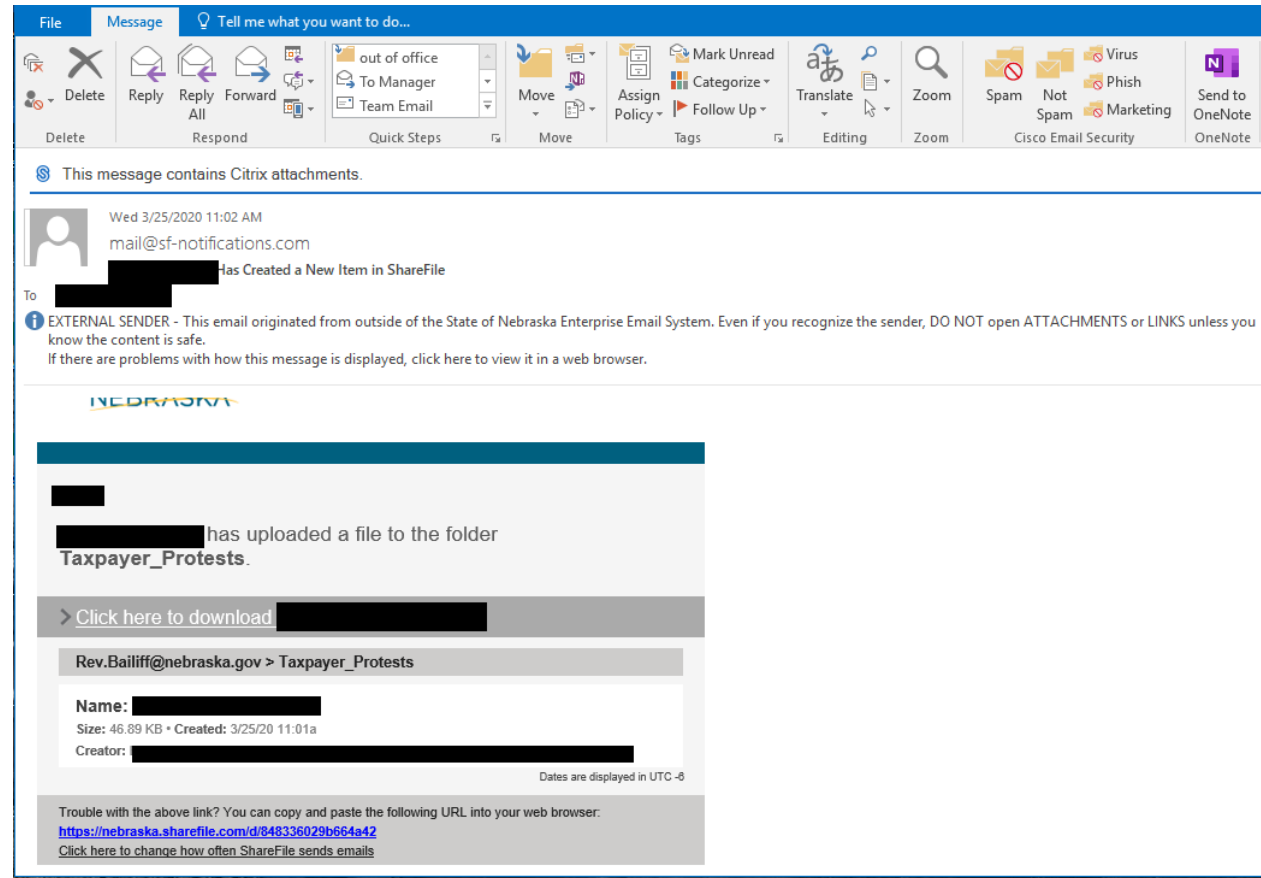 File Message Tell me what you want to do...
Delete Reply Reply All Forward
out of office
To Manager
Team Email
Move Assign Policy Mark Unread
Categorize
Follow Up
Translate Zoom Spam Not Spam Virus
Phish
Marketing
Send to OneNote
Delete Respond Quick Steps Move Tags Editing Zoom Cisco Email Security OneNote
This message contains Citrix attachments.
Wed 3/25/2020 11:02 AM
mail@sf-notifications.com
Has Created a New Item in ShareFile
To
EXTERNAL SENDER - This email originated from outside of the State of Nebraska Enterprise Email System. Even if you recognize the sender, DO NOT open ATTACHMENTS or LINKS unless you
know the content is safe.
If there are problems with how this message is displayed, click here to view it in a web browser.
NEBRASKA
has uploaded a file to the folder
Taxpayer_Protests.
> Click here to download
Rev.Bailiff@nebraska.gov > Taxpayer_Protests
Name:
Size: 46.89 KB • Created: 3/25/20 11:01a
Creator:
Dates are displayed in UTC -6
Trouble with the above link? You can copy and paste the following URL into your web browser:
https://nebraska.sharefile.com/d/848336029b664a42
Click here to change how often ShareFile sends emails